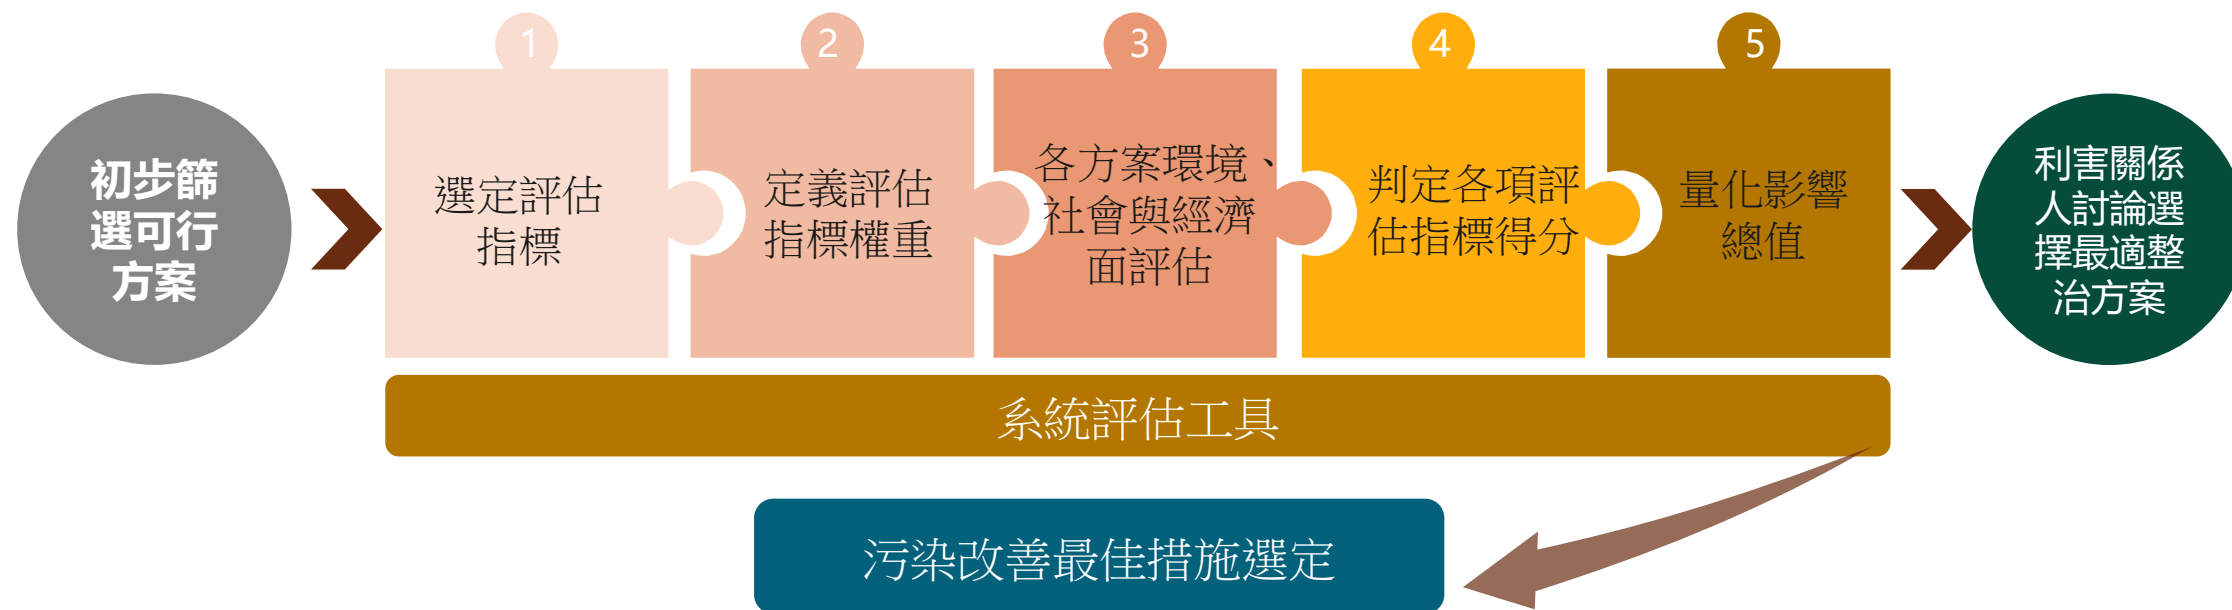 初步篩
選可行
方案
1
選定評估
指標
2
定義評估
指標權重
3
各方案環境、
社會與經濟
面評估
4
判定各項評
估指標得分
5
量化影響
總值
利害關係
人討論選
擇最適整
治方案
系統評估工具
污染改善最佳措施選定